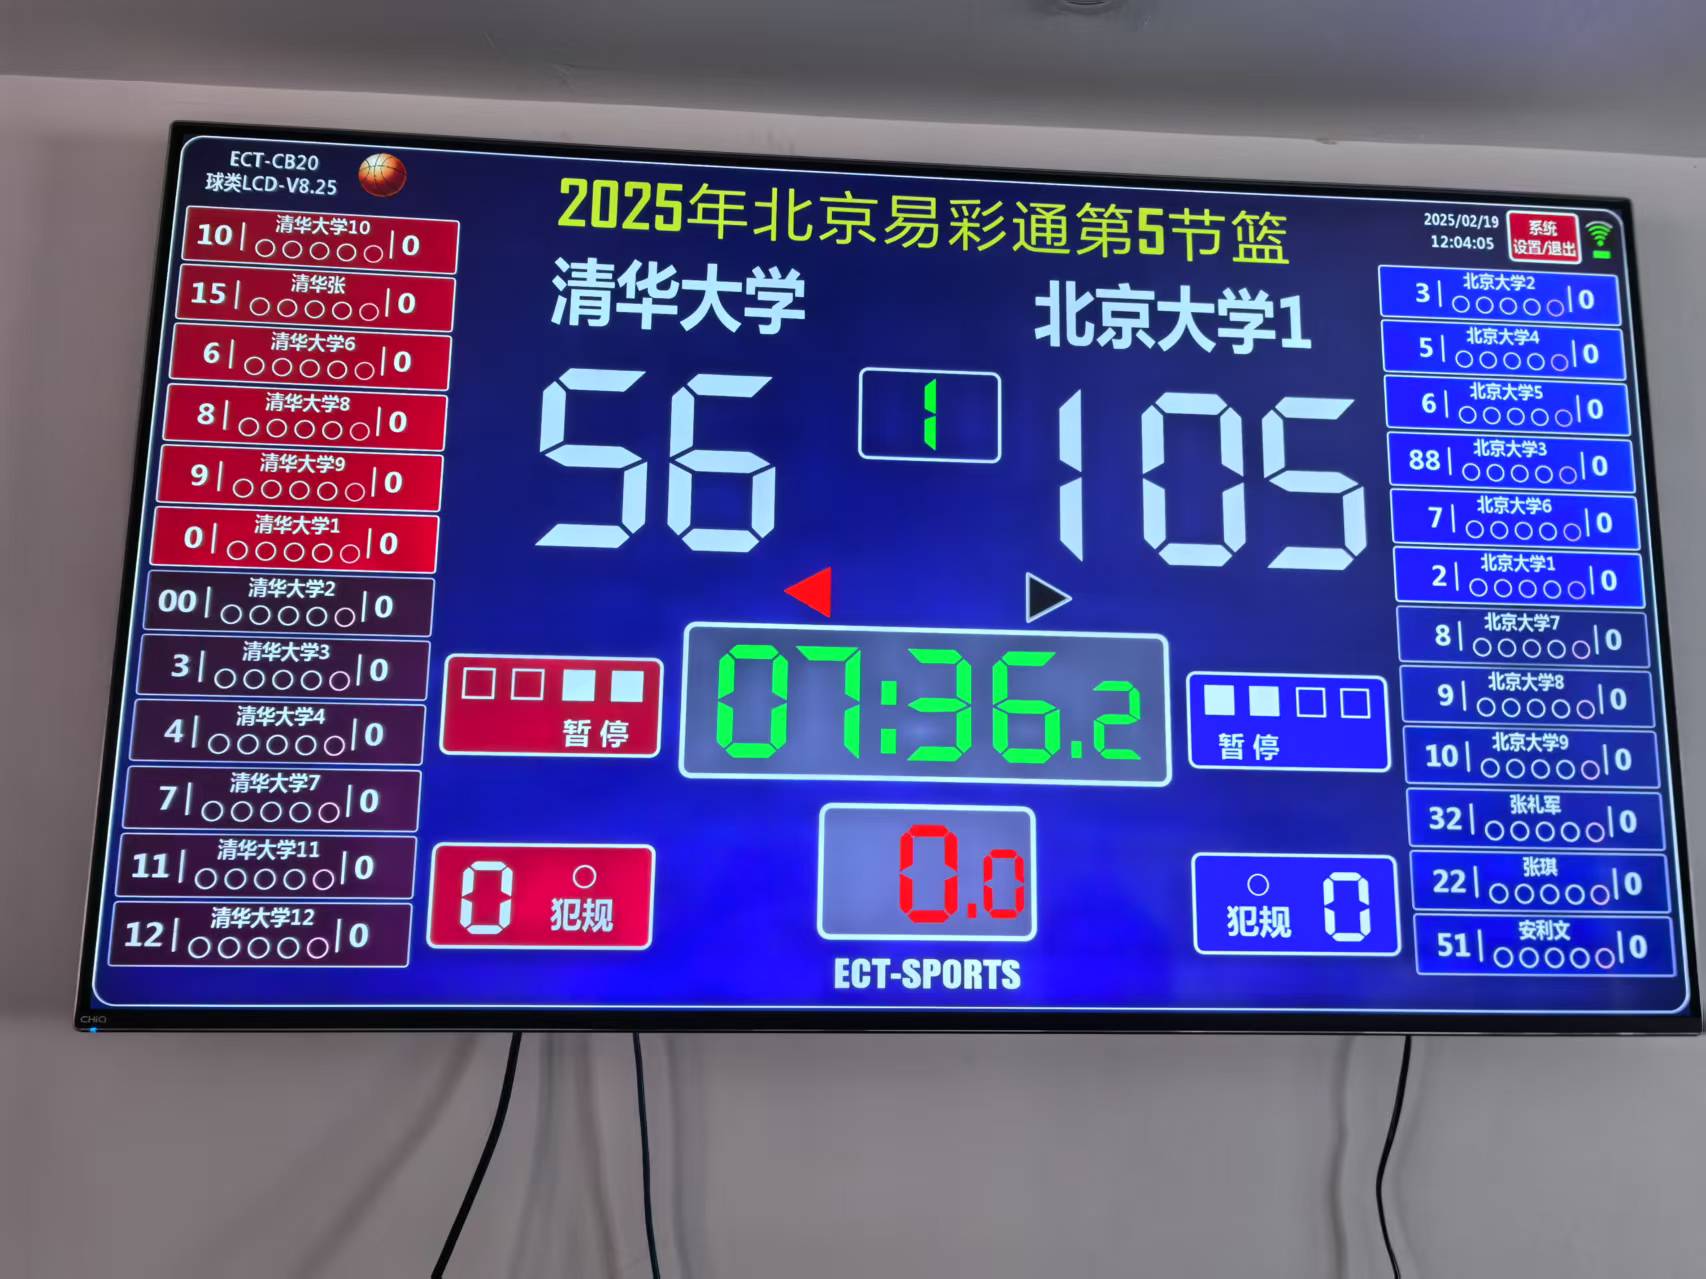 ECT-CB20
球类LCD-V8.25
2025年北京易彩通第5节篮
2025/02/19
12:04:05
系统
设置/退出
清华大学
北京大学1
56
1
105
07:36.2
暂停
暂停
0
犯规
0.0
犯规
0
ECT-SPORTS
10 清华大学10 0
15 清华张 0
6 清华大学6 0
8 清华大学8 0
9 清华大学9 0
0 清华大学1 0
00 清华大学2 0
3 清华大学3 0
4 清华大学4 0
7 清华大学7 0
11 清华大学11 0
12 清华大学12 0
3 北京大学2 0
5 北京大学4 0
6 北京大学5 0
88 北京大学3 0
7 北京大学6 0
2 北京大学1 0
8 北京大学7 0
9 北京大学8 0
10 北京大学9 0
32 张礼军 0
22 张琪 0
51 安利文 0
CHiQ